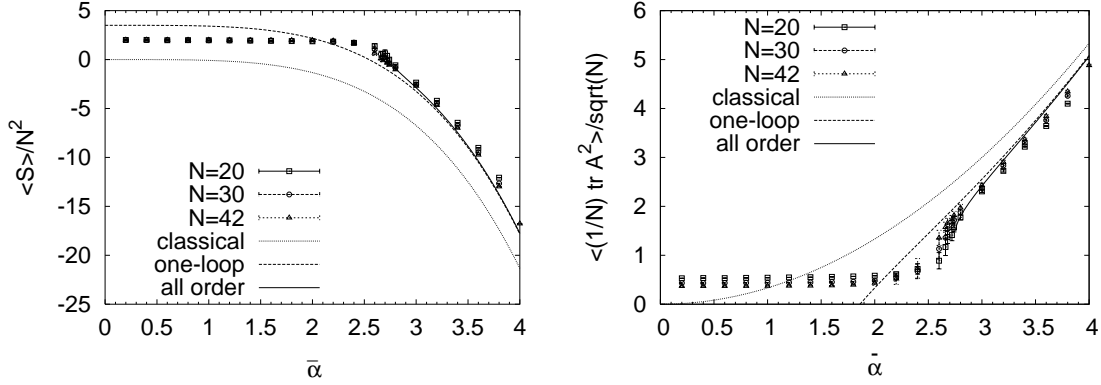 <S>/N²
5
0
-5
-10
-15
-20
-25
N=20
N=30
N=42
classical
one-loop
all order
0 0.5 1 1.5 2 2.5 3 3.5 4
ᾱ
<(1/N) tr A²>/sqrt(N)
6
5
4
3
2
1
0
N=20
N=30
N=42
classical
one-loop
all order
0 0.5 1 1.5 2 2.5 3 3.5 4
ᾱ